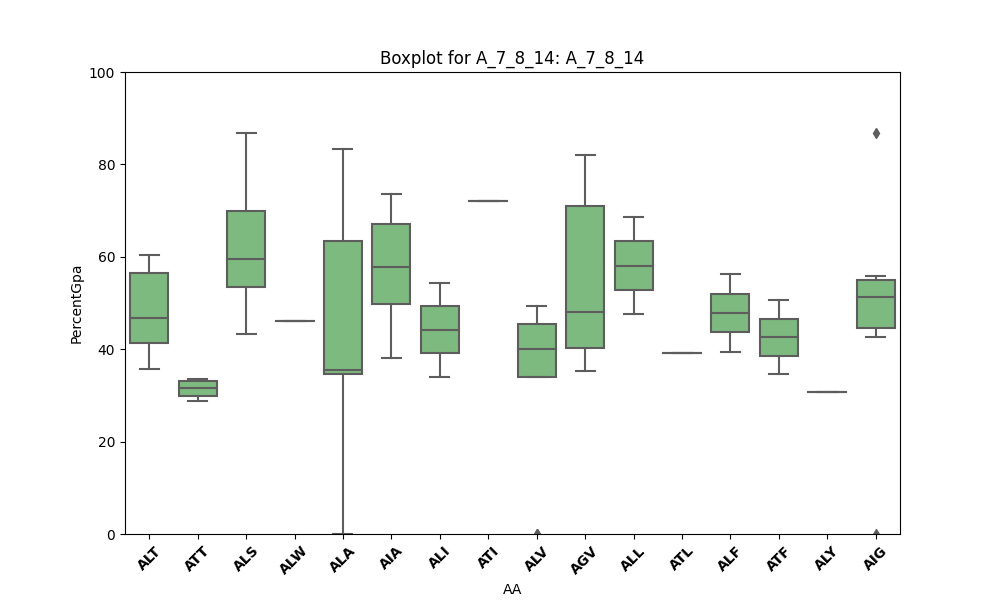 Boxplot for A_7_8_14: A_7_8_14
100
80
60
40
20
0
PercentGpa
ALT ATT ALS ALW ALA AIA ALI ATI ALV AGV ALL ATL ALF ATF ALY AIG
AA